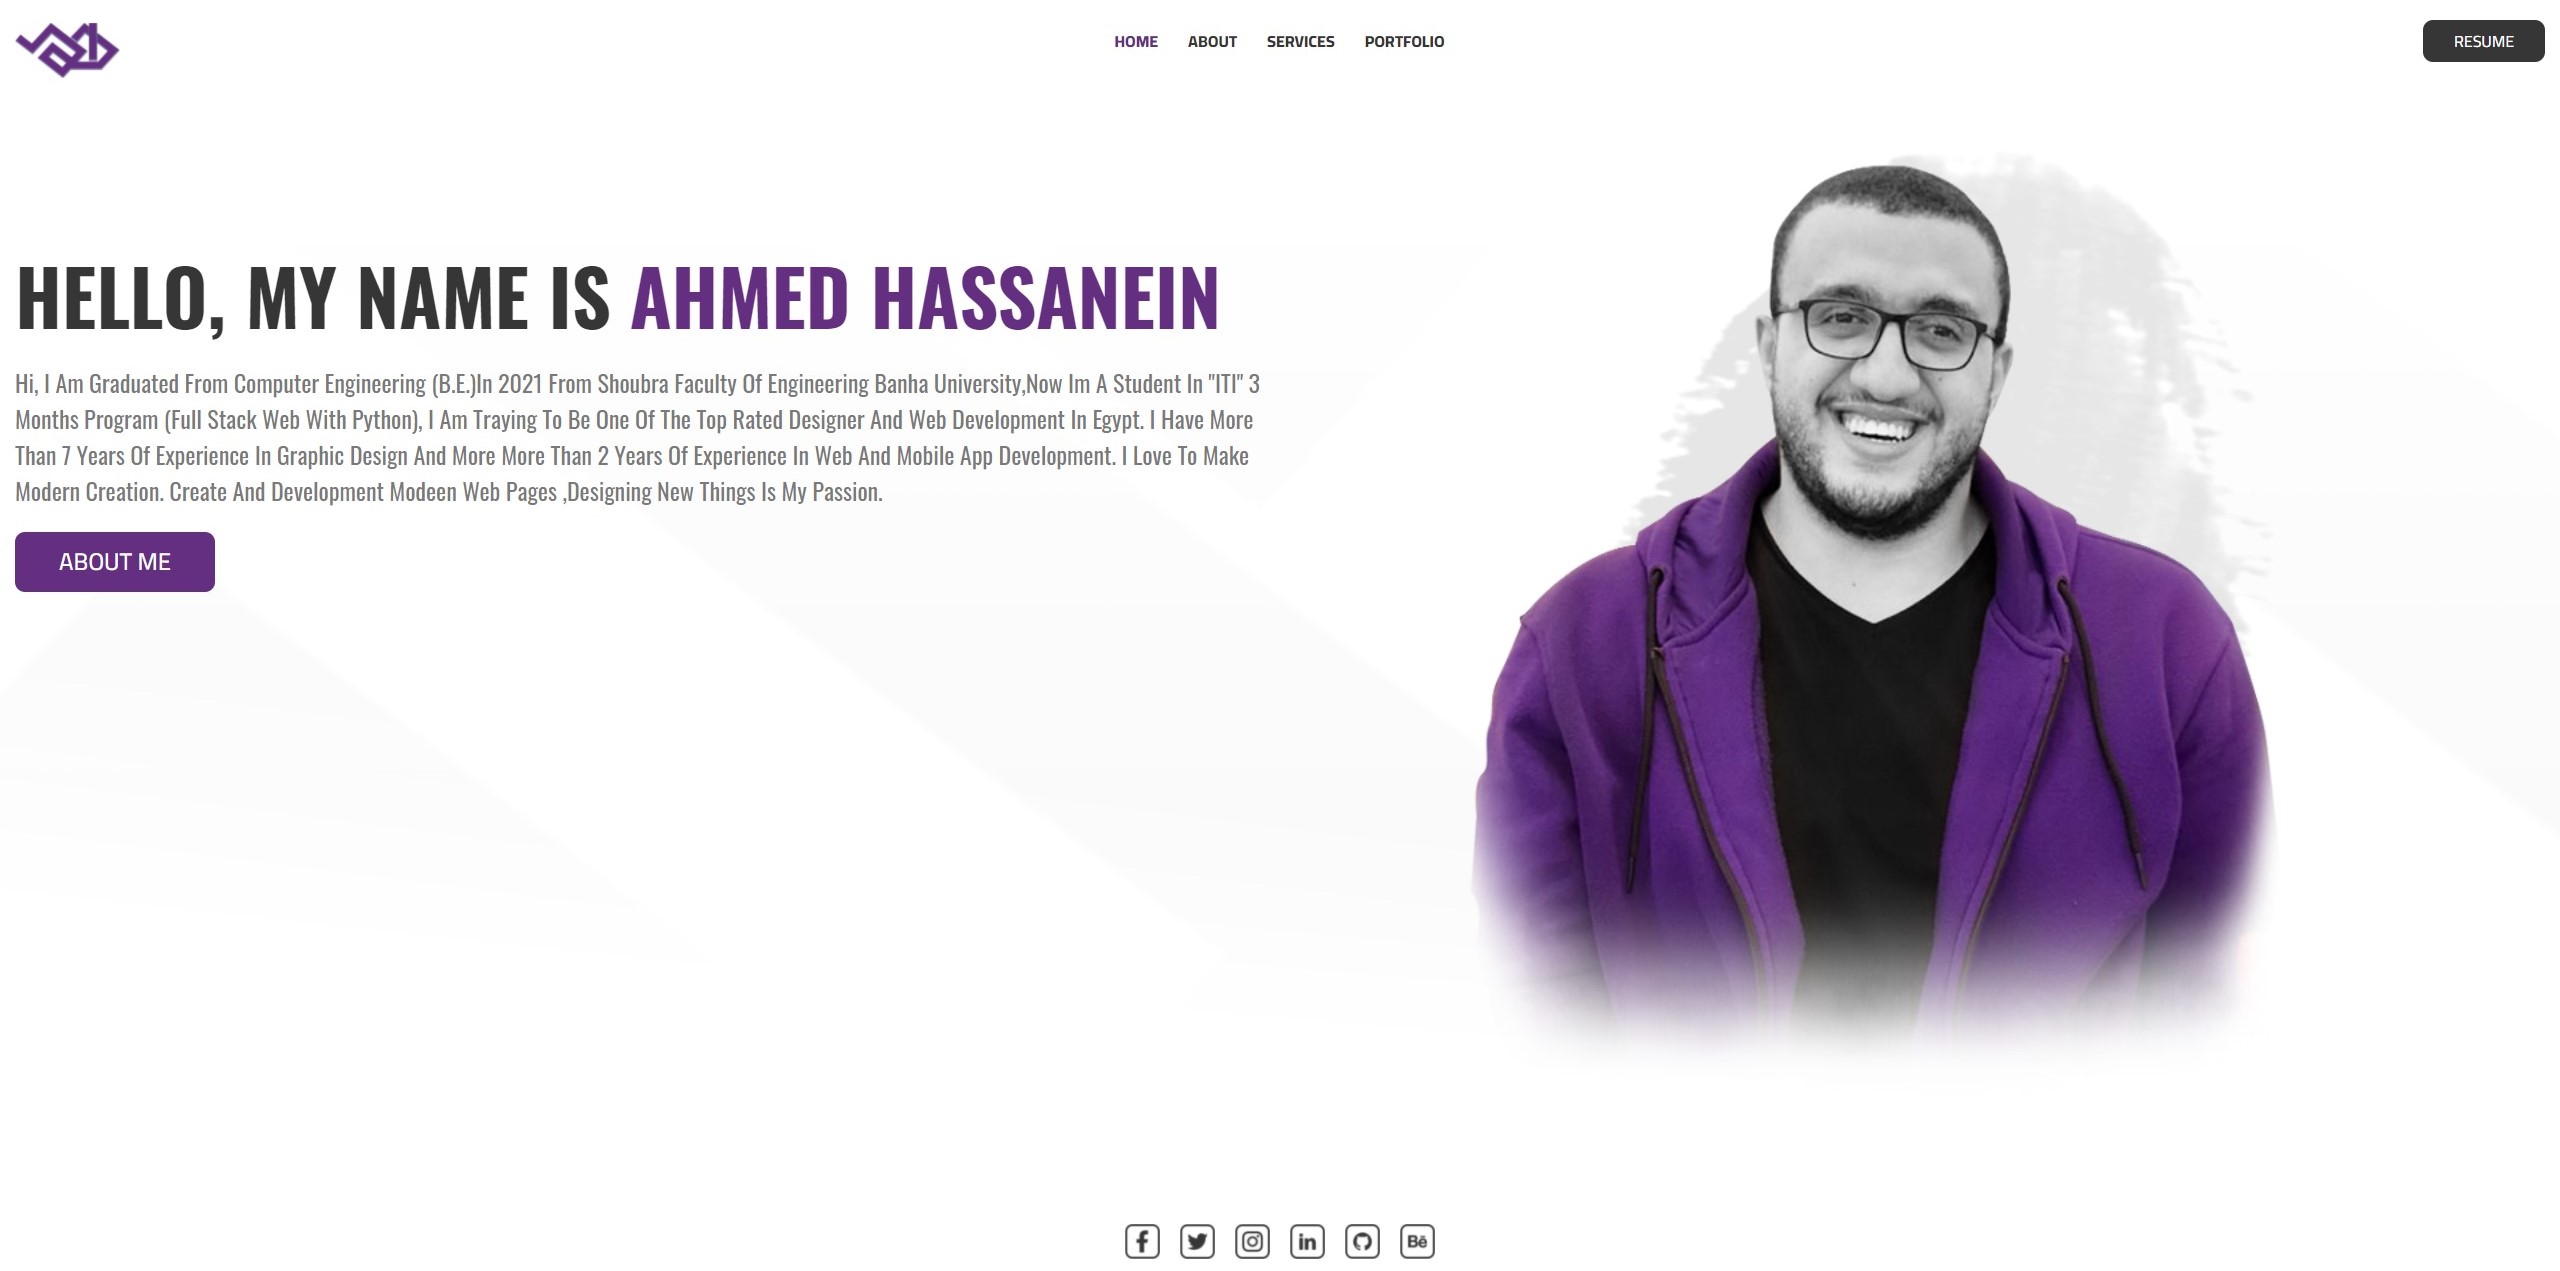 HOME ABOUT SERVICES PORTFOLIO
RESUME
HELLO, MY NAME IS AHMED HASSANEIN
Hi, I Am Graduated From Computer Engineering (B.E.)In 2021 From Shoubra Faculty Of Engineering Banha University,Now Im A Student In "ITI" 3
Months Program (Full Stack Web With Python), I Am Traying To Be One Of The Top Rated Designer And Web Development In Egypt. I Have More
Than 7 Years Of Experience In Graphic Design And More More Than 2 Years Of Experience In Web And Mobile App Development. I Love To Make
Modern Creation. Create And Development Modeen Web Pages ,Designing New Things Is My Passion.
ABOUT ME
f in Bē